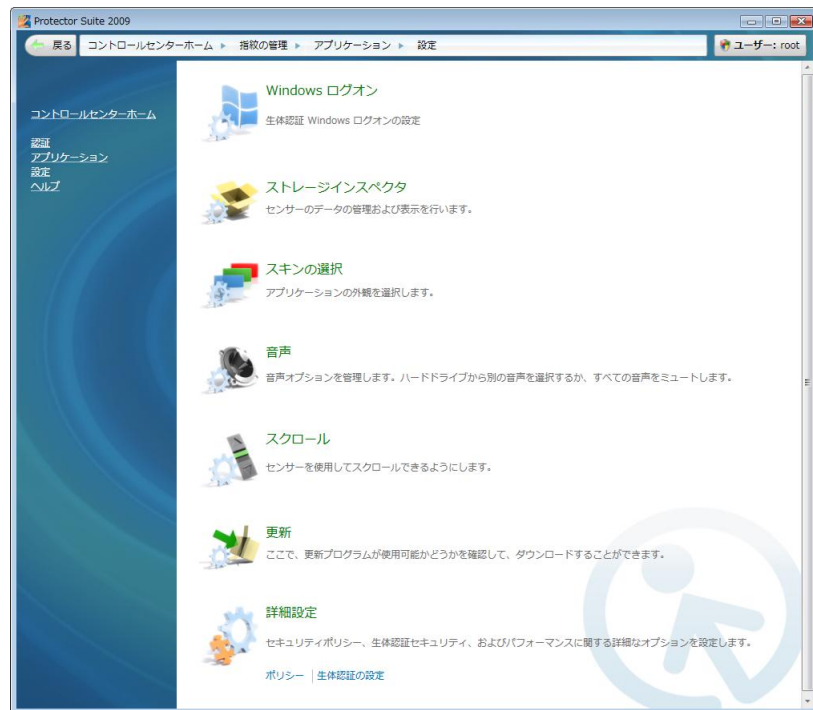 Protector Suite 2009
戻る コントロールセンターホーム ▶ 指紋の管理 ▶ アプリケーション ▶ 設定 ユーザー: root
コントロールセンターホーム
認証
アプリケーション
設定
ヘルプ
Windows ログオン
生体認証 Windows ログオンの設定
ストレージインスペクタ
センサーのデータの管理および表示を行います。
スキンの選択
アプリケーションの外観を選択します。
音声
音声オプションを管理します。ハードドライブから別の音声を選択するか、すべての音声をミュートします。
スクロール
センサーを使用してスクロールできるようにします。
更新
ここで、更新プログラムが使用可能かどうかを確認して、ダウンロードすることができます。
詳細設定
セキュリティポリシー、生体認証セキュリティ、およびパフォーマンスに関する詳細なオプションを設定します。
ポリシー | 生体認証の設定